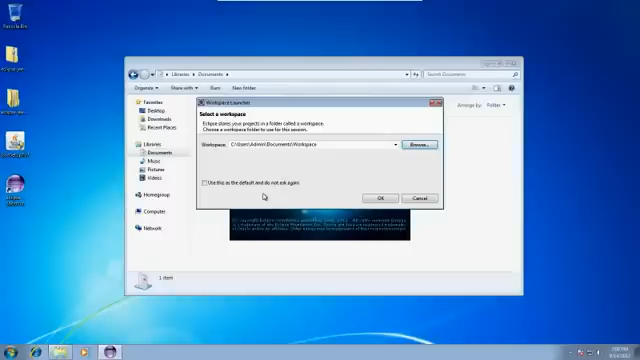 Recycle Bin
Libraries
Documents
Search Documents
Organize
Share with
Burn
New folder
Workspace Launcher
Select a workspace
Eclipse stores your projects in a folder called a workspace.
Choose a workspace folder to use for this session.
Workspace:
C:\Users\Admin\Documents\Workspace
Browse...
Use this as the default and do not ask again
OK
Cancel
Favorites
Desktop
Downloads
Recent Places
Libraries
Documents
Music
Pictures
Videos
Homegroup
Computer
Network
Arrange by:
Folder
1 item